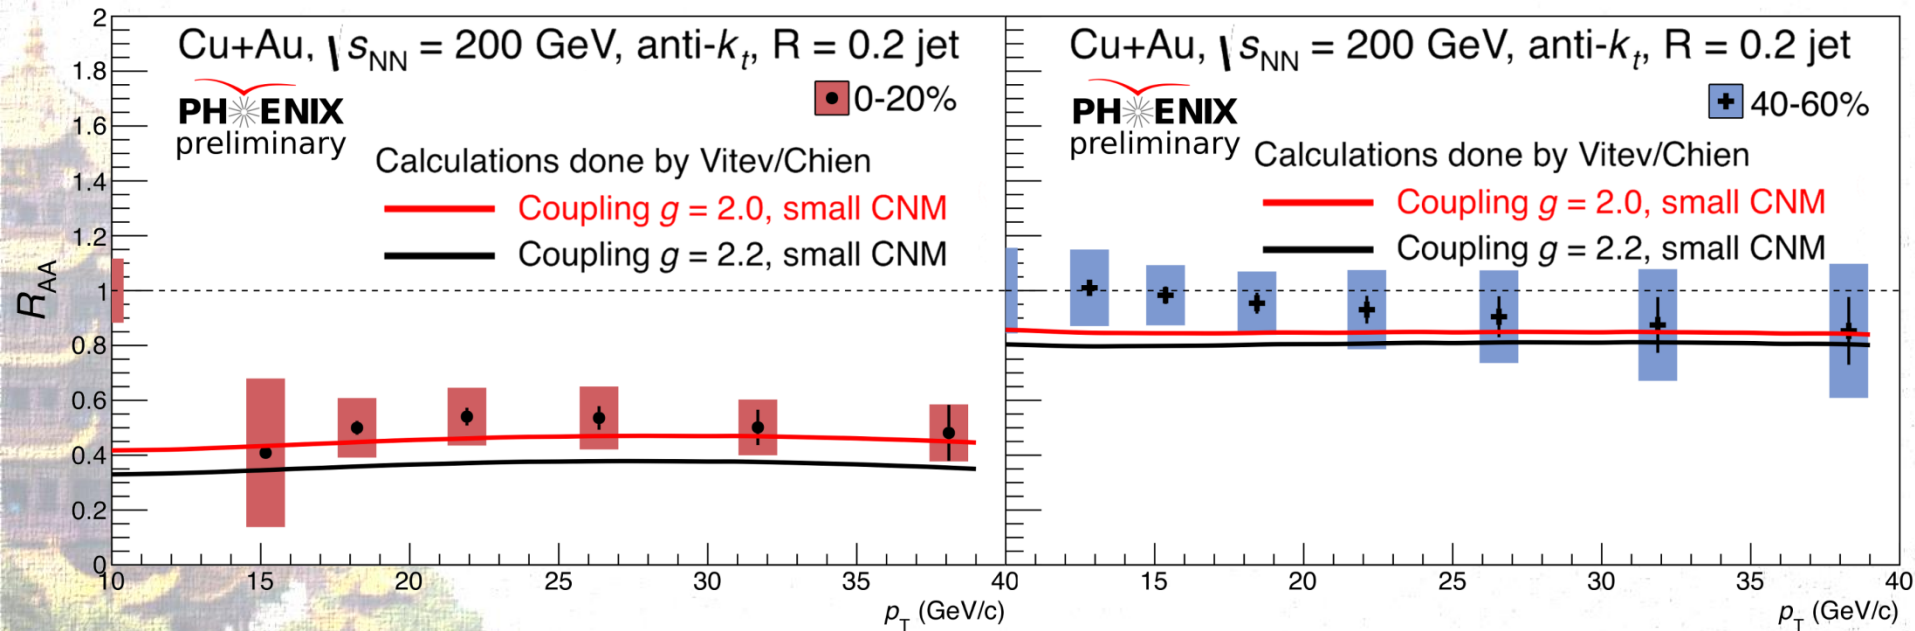 Cu+Au, √sNN = 200 GeV, anti-kt, R = 0.2 jet
PHENIX
preliminary
0-20%
Calculations done by Vitev/Chien
Coupling g = 2.0, small CNM
Coupling g = 2.2, small CNM
RAA
2
1.8
1.6
1.4
1.2
1
0.8
0.6
0.4
0.2
0
10 15 20 25 30 35 40
pT (GeV/c)
Cu+Au, √sNN = 200 GeV, anti-kt, R = 0.2 jet
PHENIX
preliminary
40-60%
Calculations done by Vitev/Chien
Coupling g = 2.0, small CNM
Coupling g = 2.2, small CNM
15 20 25 30 35 40
pT (GeV/c)